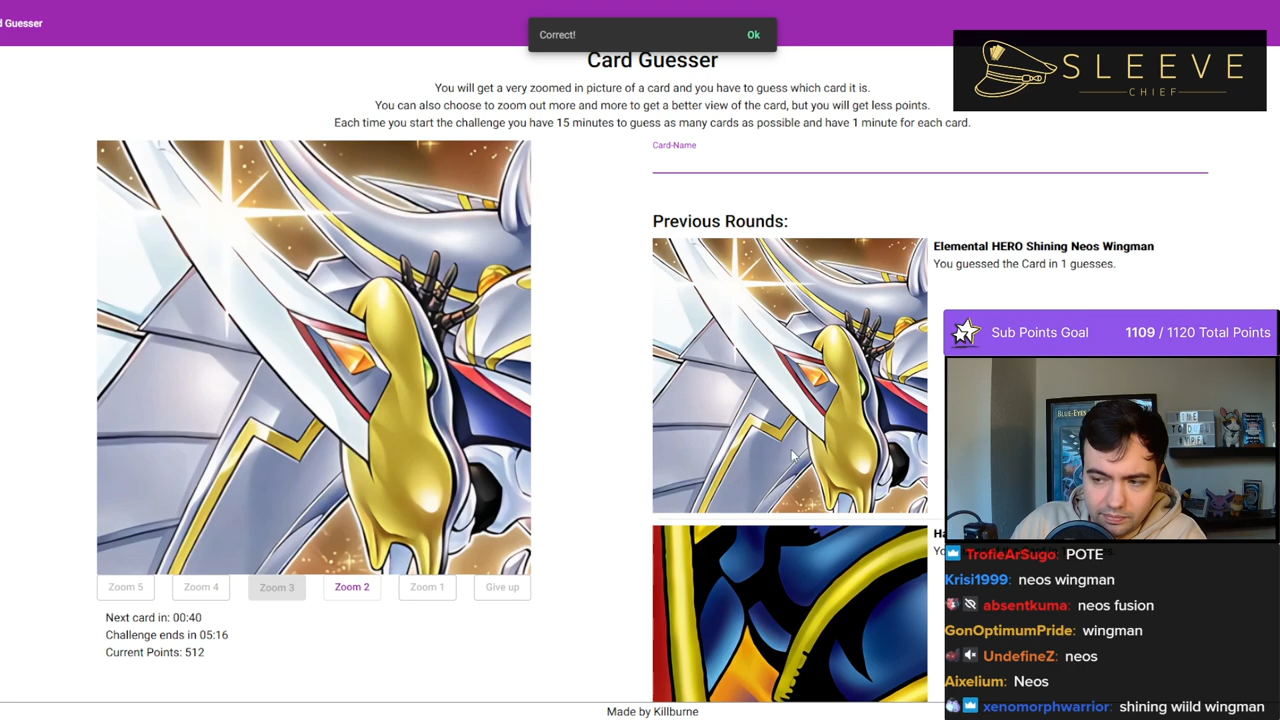 d Guesser
Correct!
Ok
SLEEVE
CHIEF
Card Guesser
You will get a very zoomed in picture of a card and you have to guess which card it is.
You can also choose to zoom out more and more to get a better view of the card, but you will get less points.
Each time you start the challenge you have 15 minutes to guess as many cards as possible and have 1 minute for each card.
Card-Name
Previous Rounds:
Elemental HERO Shining Neos Wingman
You guessed the Card in 1 guesses.
Sub Points Goal 1109 / 1120 Total Points
BLUE-EYES
Ha
Yo
Zoom 5 Zoom 4 Zoom 3 Zoom 2 Zoom 1 Give up
Next card in: 00:40
Challenge ends in 05:16
Current Points: 512
TrofieArSugo: POTE
Krisi1999: neos wingman
absentkuma: neos fusion
GonOptimumPride: wingman
UndefineZ: neos
Aixelium: Neos
xenomorphwarrior: shining wiild wingman
Made by Killburne